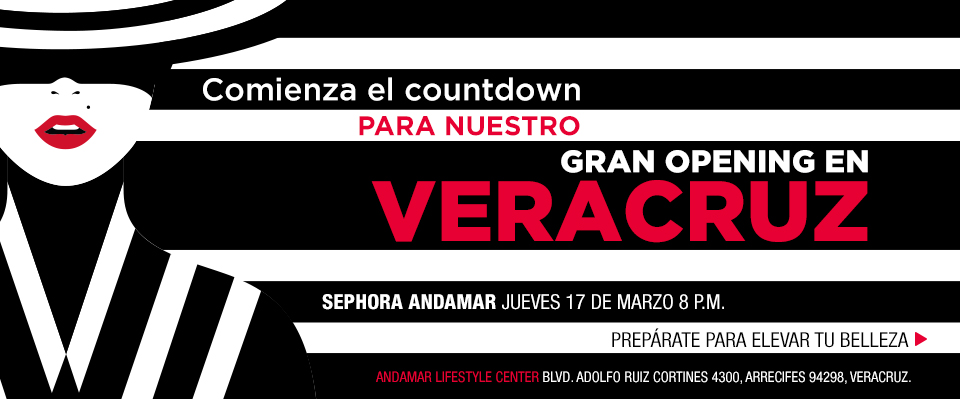 Comienza el countdown
PARA NUESTRO
GRAN OPENING EN
VERACRUZ
SEPHORA ANDAMAR JUEVES 17 DE MARZO 8 P.M.
PREPÁRATE PARA ELEVAR TU BELLEZA
ANDAMAR LIFESTYLE CENTER BLVD. ADOLFO RUIZ CORTINES 4300, ARRECIFES 94298, VERACRUZ.